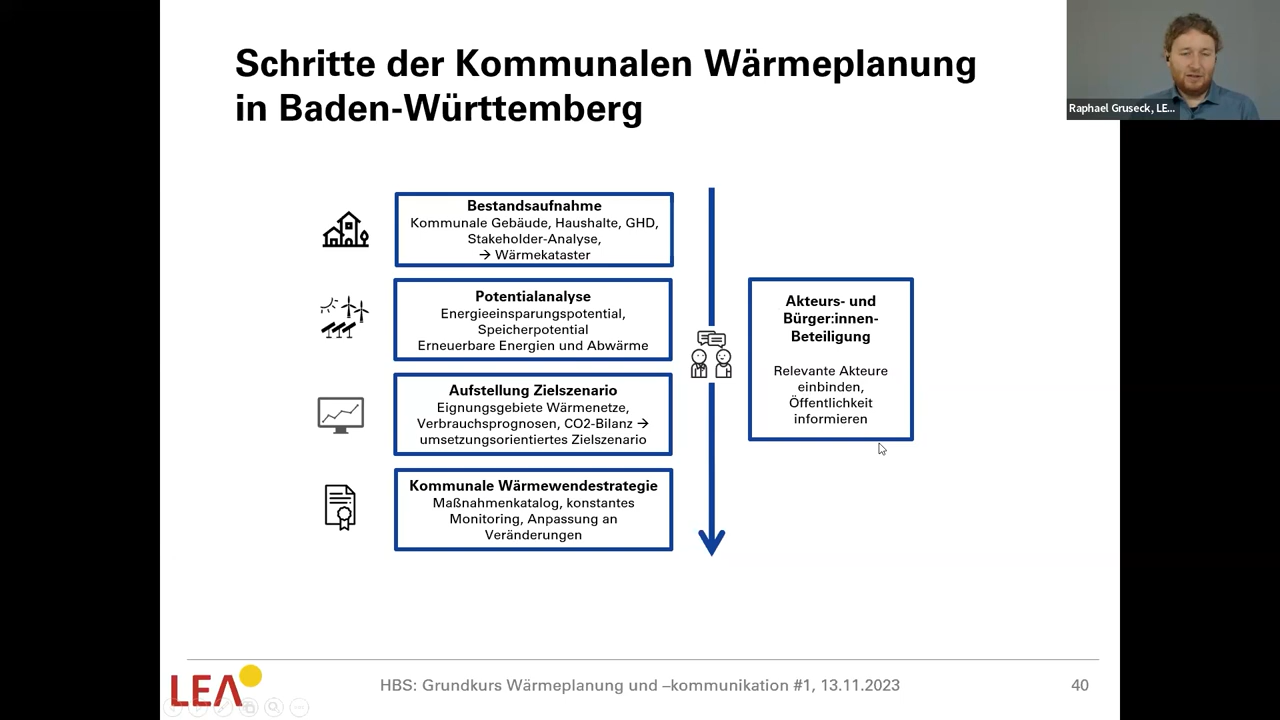 Schritte der Kommunalen Wärmeplanung
in Baden-Württemberg
Raphael Gruseck, LE...
Bestandsaufnahme
Kommunale Gebäude, Haushalte, GHD,
Stakeholder-Analyse,
→ Wärmekataster
Potentialanalyse
Energieeinsparungspotential,
Speicherpotential
Erneuerbare Energien und Abwärme
Aufstellung Zielszenario
Eignungsgebiete Wärmenetze,
Verbrauchsprognosen, CO2-Bilanz →
umsetzungsorientiertes Zielszenario
Kommunale Wärmewendestrategie
Maßnahmenkatalog, konstantes
Monitoring, Anpassung an
Veränderungen
Akteurs- und
Bürger:innen-
Beteiligung
Relevante Akteure
einbinden,
Öffentlichkeit
informieren
LEA
HBS: Grundkurs Wärmeplanung und –kommunikation #1, 13.11.2023
40